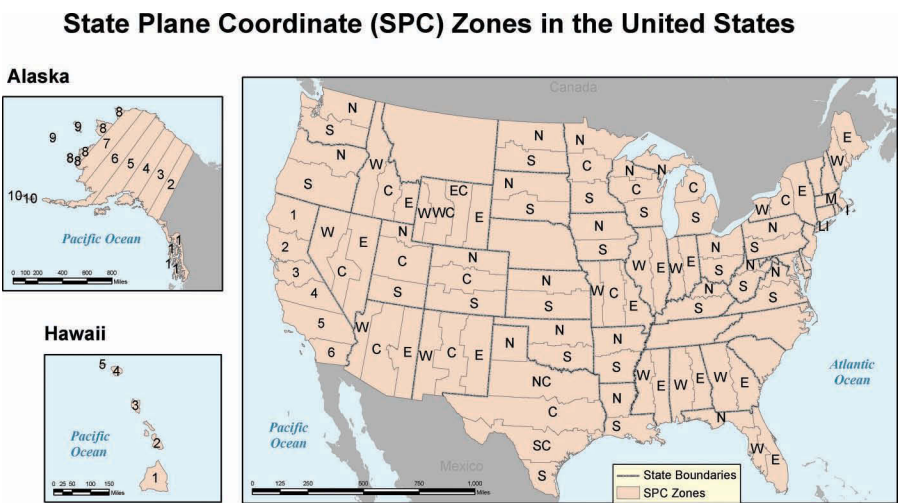 State Plane Coordinate (SPC) Zones in the United States
Alaska
8
9 9 8
7
8 8 8 6 5 4 3 2
10 10
Pacific Ocean
1
1
1
1
0 100 200 400 600 800
Miles
Hawaii
5 4
3
Pacific Ocean
2
1
0 25 50 100 150
Miles
Canada
N N N E
S W
N S N C W
W C E S N S N N C S W C E M I
S EC LI
W W C E
1 W E N N W E W E N S N
2 C C S S N S
3 C C N W C E N S N
4 S S S S
5 W C E W C E N N S N
6 S S
NC N W E W E W E
C S N
SC W E
S
Atlantic Ocean
Pacific Ocean
Mexico
0 125 250 500 750 1,000
Miles
State Boundaries
SPC Zones